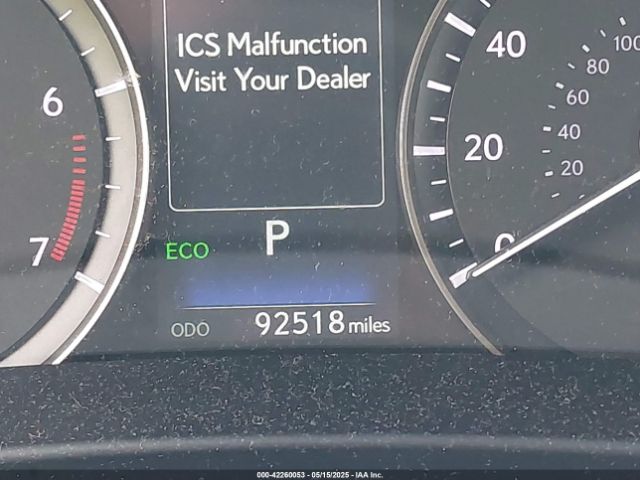 ICS Malfunction
Visit Your Dealer
6
7
40
20
0
100
80
60
40
20
P
ECO
ODO 92518 miles
000-42260053 - 05/15/2025 - IAA Inc.